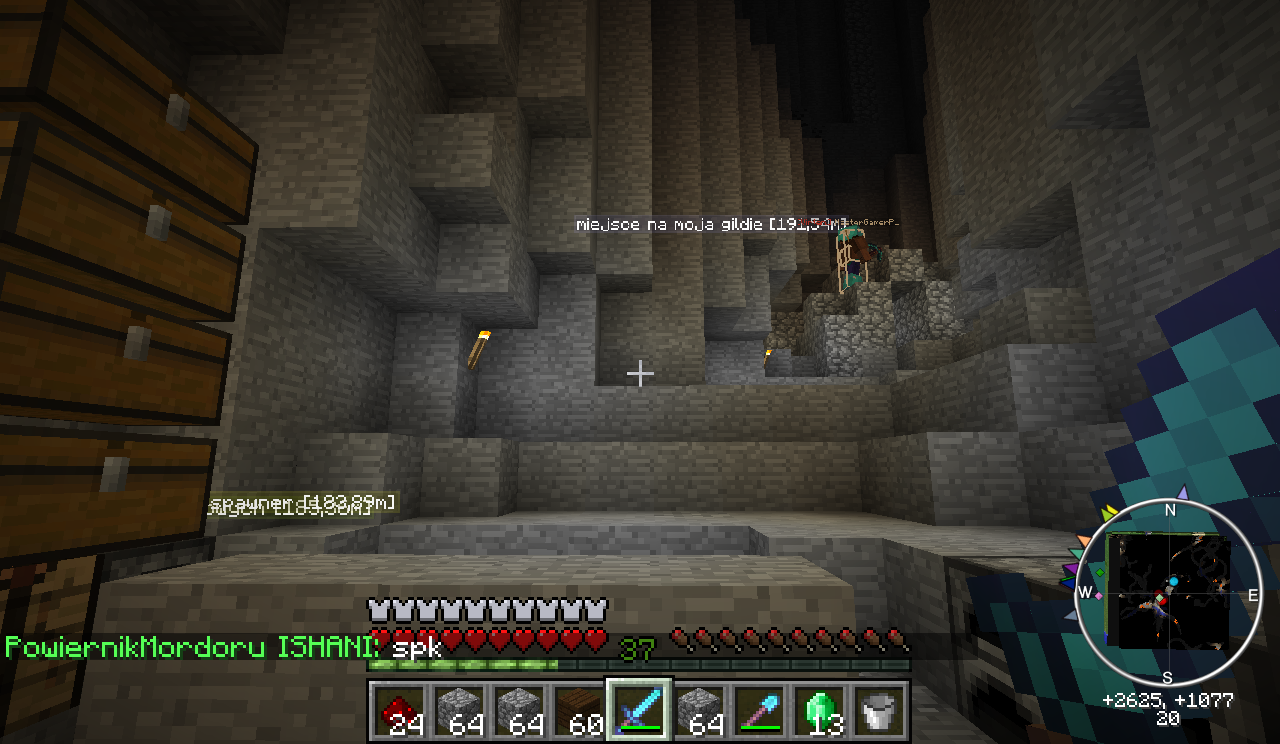 miejsce na moja gildie [191,54m]
spawner [183,89m]
PowiernikMordoru ISHANI: spk
37
24 64 64 60 64 13
N
W
E
S
+2625, +1077
20